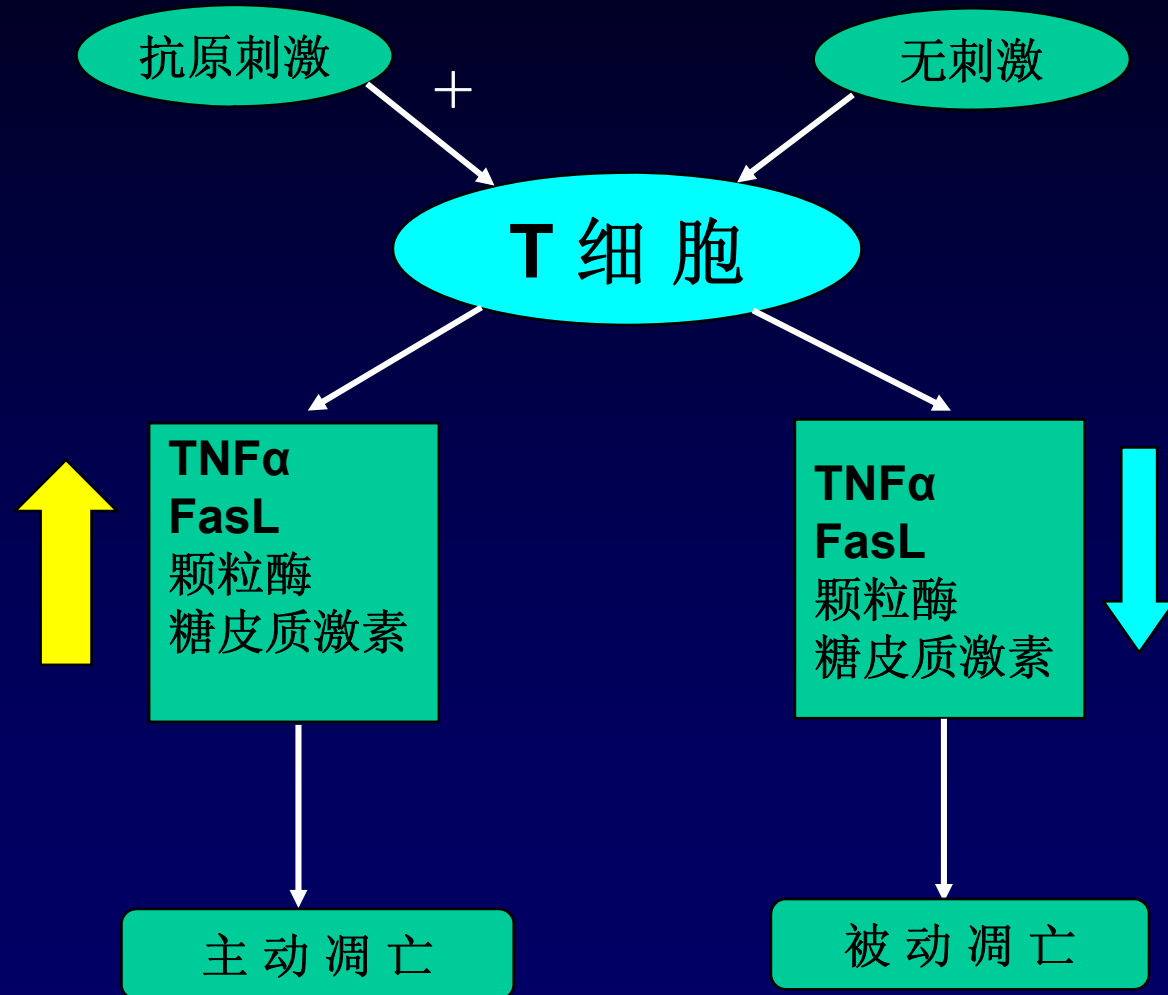 抗原刺激
无刺激
+
T 细 胞
TNFα
FasL
颗粒酶
糖皮质激素
TNFα
FasL
颗粒酶
糖皮质激素
主 动 凋 亡
被 动 凋 亡